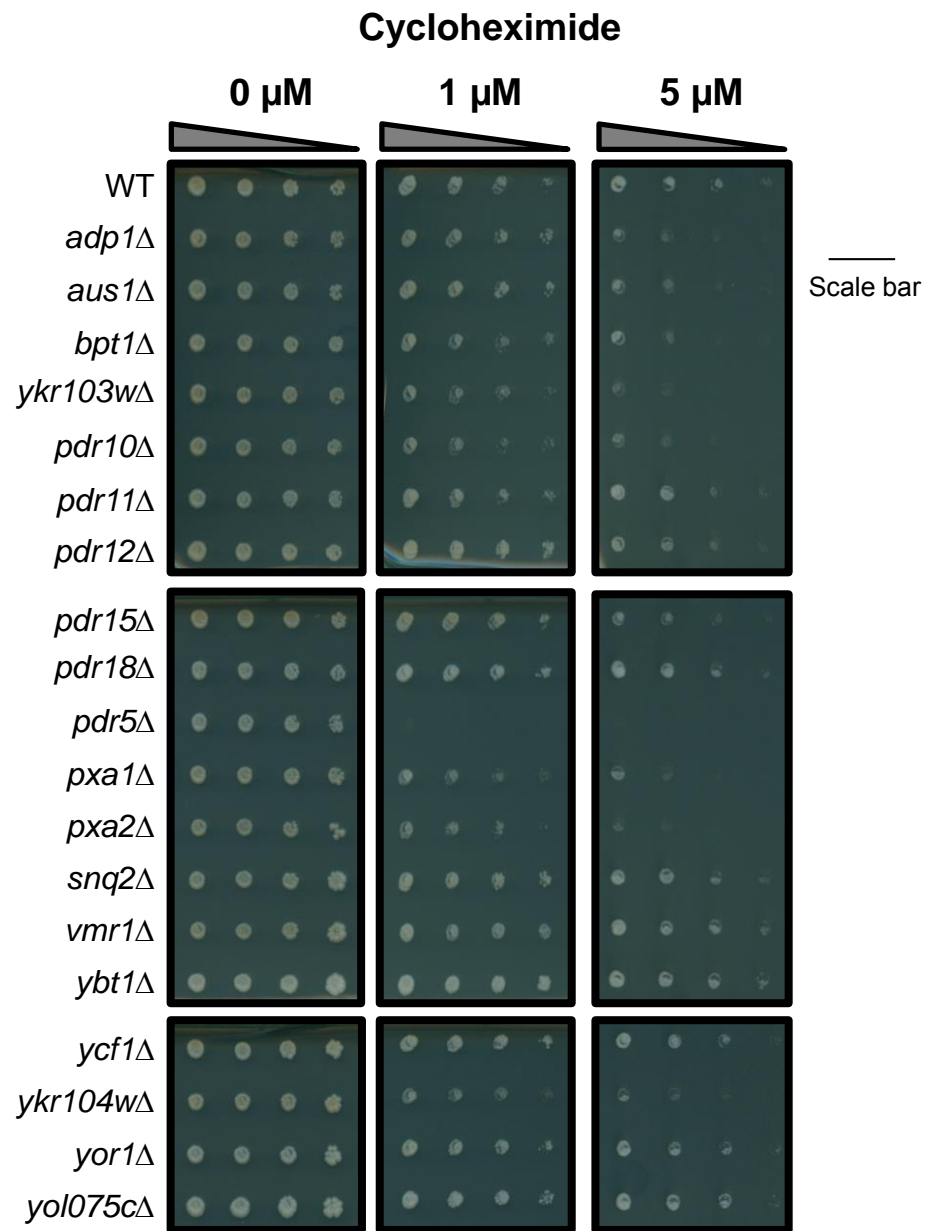 Cycloheximide
0 µM 1 µM 5 µM
WT
adp1Δ
aus1Δ
Scale bar
bpt1Δ
ykr103wΔ
pdr10Δ
pdr11Δ
pdr12Δ
pdr15Δ
pdr18Δ
pdr5Δ
pxa1Δ
pxa2Δ
snq2Δ
vmr1Δ
ybt1Δ
ycf1Δ
ykr104wΔ
yor1Δ
yol075cΔ